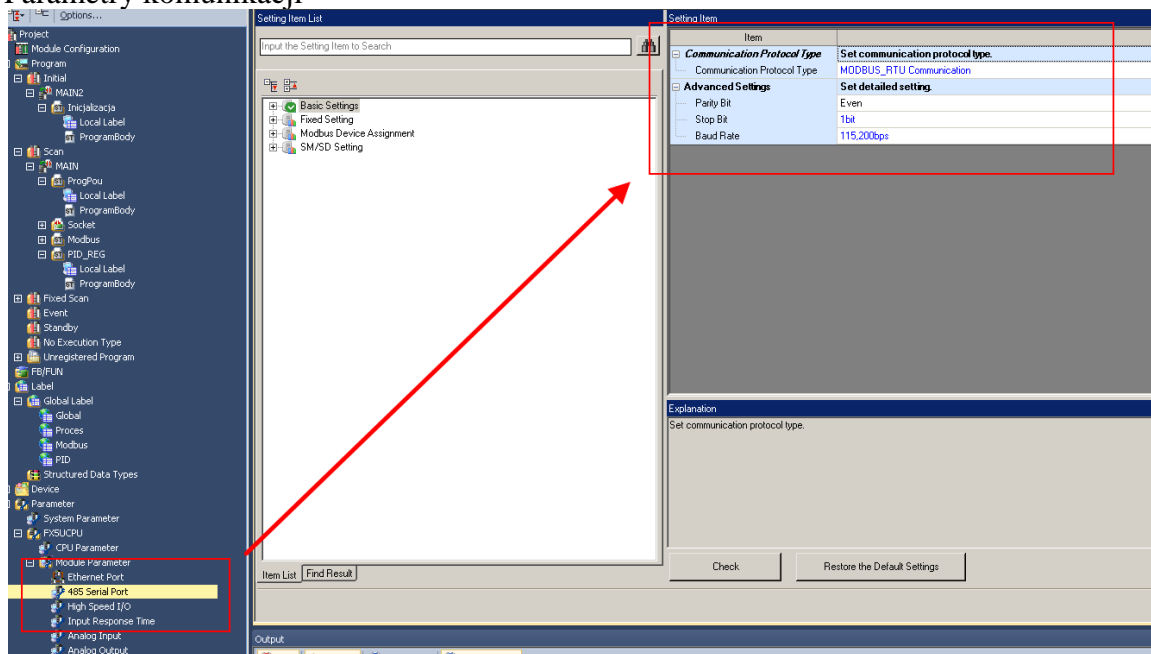 Parametry komunikacji
Options...
Project
Module Configuration
Program
Initial
MAIN2
Inicjalizacja
Local Label
ProgramBody
Scan
MAIN
ProgPou
Local Label
ProgramBody
Socket
Modbus
PID_REG
Local Label
ProgramBody
Fixed Scan
Event
Standby
No Execution Type
Unregistered Program
FB/FUN
Label
Global Label
Global
Proces
Modbus
PID
Structured Data Types
Device
Parameter
System Parameter
FX5UCPU
CPU Parameter
Module Parameter
Ethernet Port
485 Serial Port
High Speed I/O
Input Response Time
Analog Input
Analog Output
Setting Item List
Input the Setting Item to Search
Basic Settings
Fixed Setting
Modbus Device Assignment
SM/SD Setting
Item List Find Result
Setting Item
Item
Communication Protocol Type Set communication protocol type.
Communication Protocol Type MODBUS_RTU Communication
Advanced Settings Set detailed setting.
Parity Bit Even
Stop Bit 1bit
Baud Rate 115,200bps
Explanation
Set communication protocol type.
Check Restore the Default Settings
Output